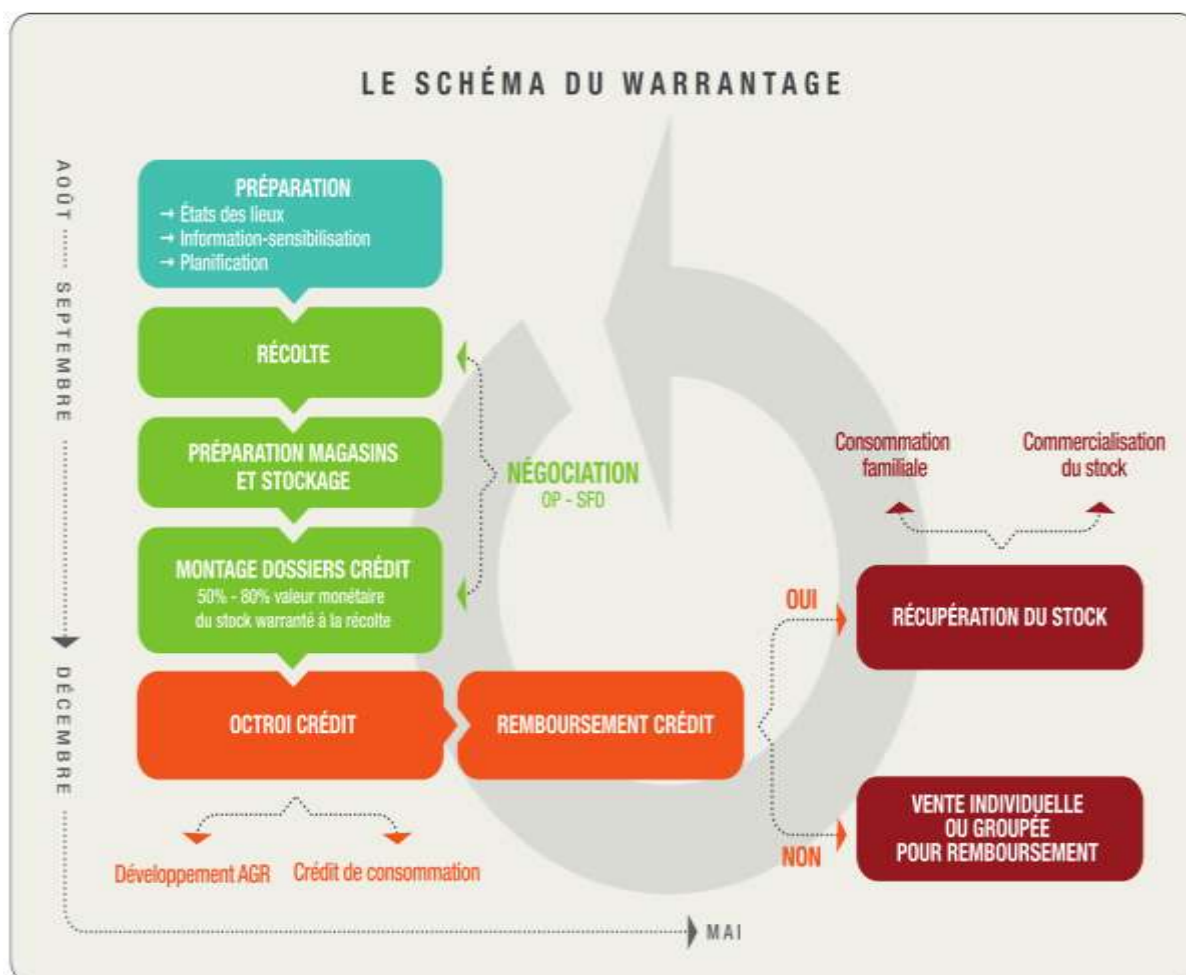 LE SCHÉMA DU WARRANTAGE
AOÛT
SEPTEMBRE
DÉCEMBRE
MAI
PRÉPARATION
→ États des lieux
→ Information-sensibilisation
→ Planification
RÉCOLTE
PRÉPARATION MAGASINS
ET STOCKAGE
NÉGOCIATION
OP - SFD
MONTAGE DOSSIERS CRÉDIT
50% - 80% valeur monétaire
du stock warranté à la récolte
OCTROI CRÉDIT
REMBOURSEMENT CRÉDIT
Développement AGR
Crédit de consommation
OUI
NON
Consommation
familiale
Commercialisation
du stock
RÉCUPÉRATION DU STOCK
VENTE INDIVIDUELLE
OU GROUPÉE
POUR REMBOURSEMENT